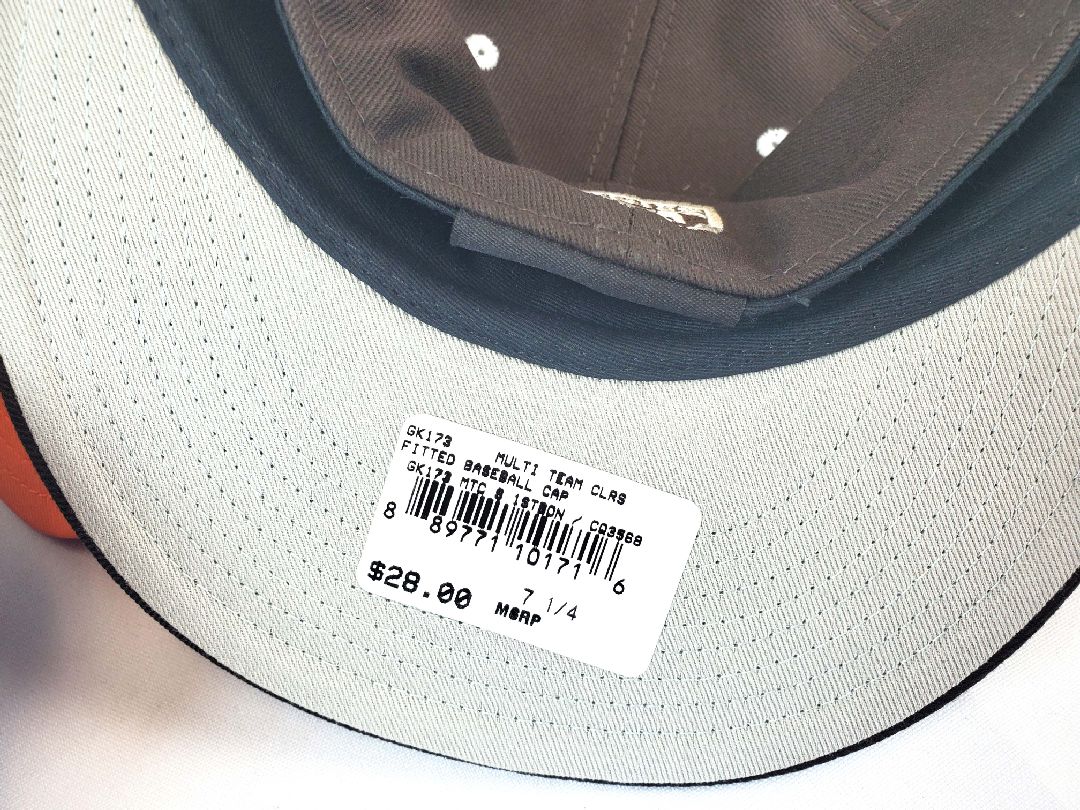 GK173 MULTI TEAM CLRS
FITTED BASEBALL CAP
GK173 MTC S 1STBON / CQ3568
8 89771 10171 6
$28.00 7 1/4
MSRP